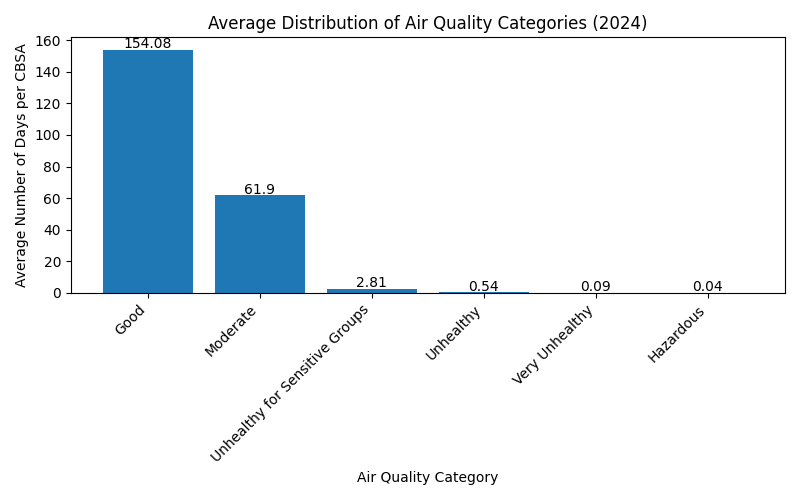 Average Distribution of Air Quality Categories (2024)
Average Number of Days per CBSA
160
140
120
100
80
60
40
20
0
154.08
61.9
2.81
0.54
0.09
0.04
Good
Moderate
Unhealthy for Sensitive Groups
Unhealthy
Very Unhealthy
Hazardous
Air Quality Category